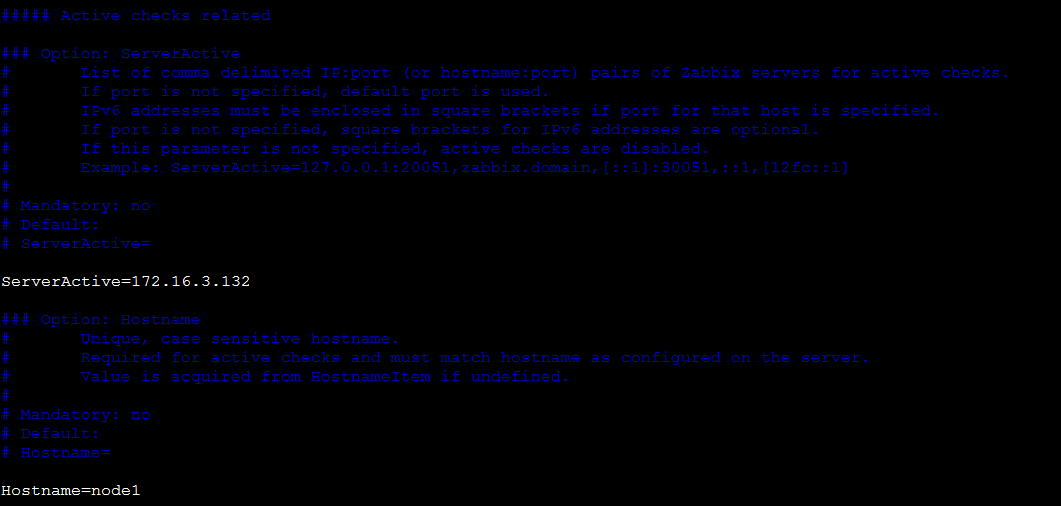 ##### Active checks related
### Option: ServerActive
#       List of comma delimited IP:port (or hostname:port) pairs of Zabbix servers for active checks.
#       If port is not specified, default port is used.
#       IPv6 addresses must be enclosed in square brackets if port for that host is specified.
#       If port is not specified, square brackets for IPv6 addresses are optional.
#       If this parameter is not specified, active checks are disabled.
#       Example: ServerActive=127.0.0.1:20051,zabbix.domain,[::1]:30051,::1,[12fc::1]
#
# Mandatory: no
# Default:
# ServerActive=
ServerActive=172.16.3.132
### Option: Hostname
#       Unique, case sensitive hostname.
#       Required for active checks and must match hostname as configured on the server.
#       Value is acquired from HostnameItem if undefined.
#
# Mandatory: no
# Default:
# Hostname=
Hostname=node1